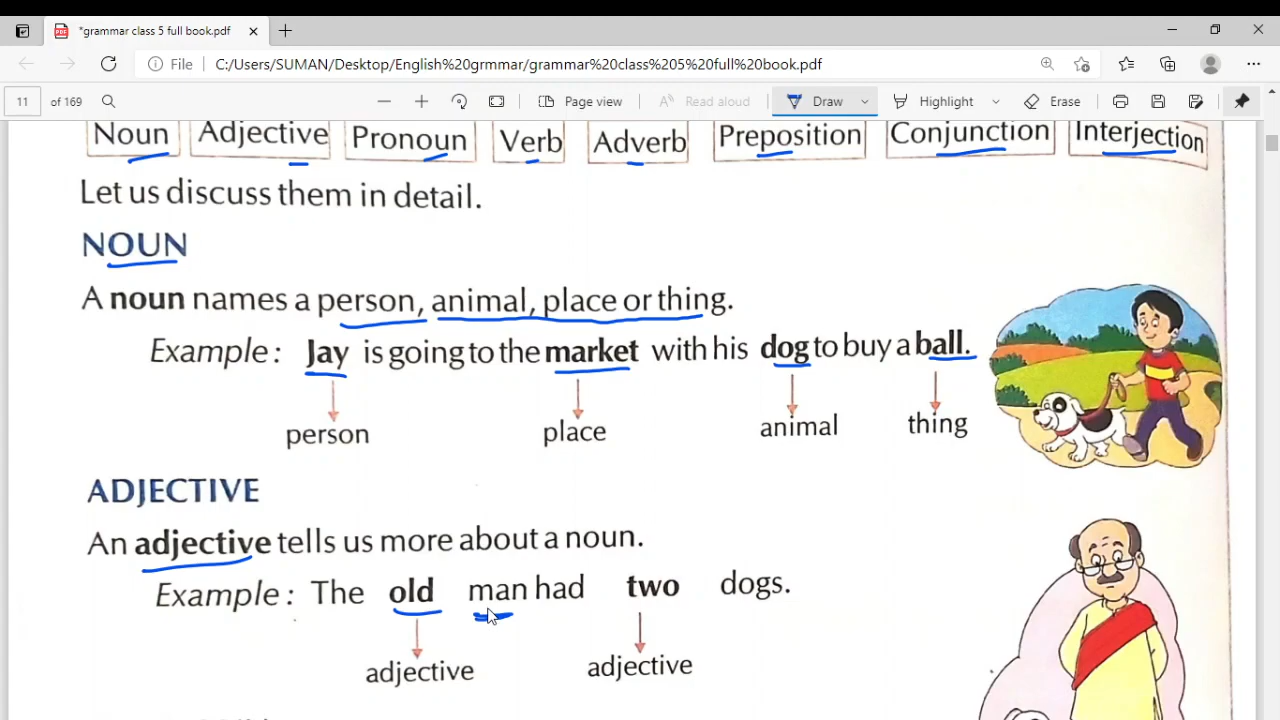 *grammar class 5 full book.pdf
File C:/Users/SUMAN/Desktop/English%20grmmar/grammar%20class%205%20full%20book.pdf
11 of 169 Page view Read aloud Draw Highlight Erase
Noun Adjective Pronoun Verb Adverb Preposition Conjunction Interjection
Let us discuss them in detail.
NOUN
A noun names a person, animal, place or thing.
Example: Jay is going to the market with his dog to buy a ball.
person place animal thing
ADJECTIVE
An adjective tells us more about a noun.
Example: The old man had two dogs.
adjective adjective